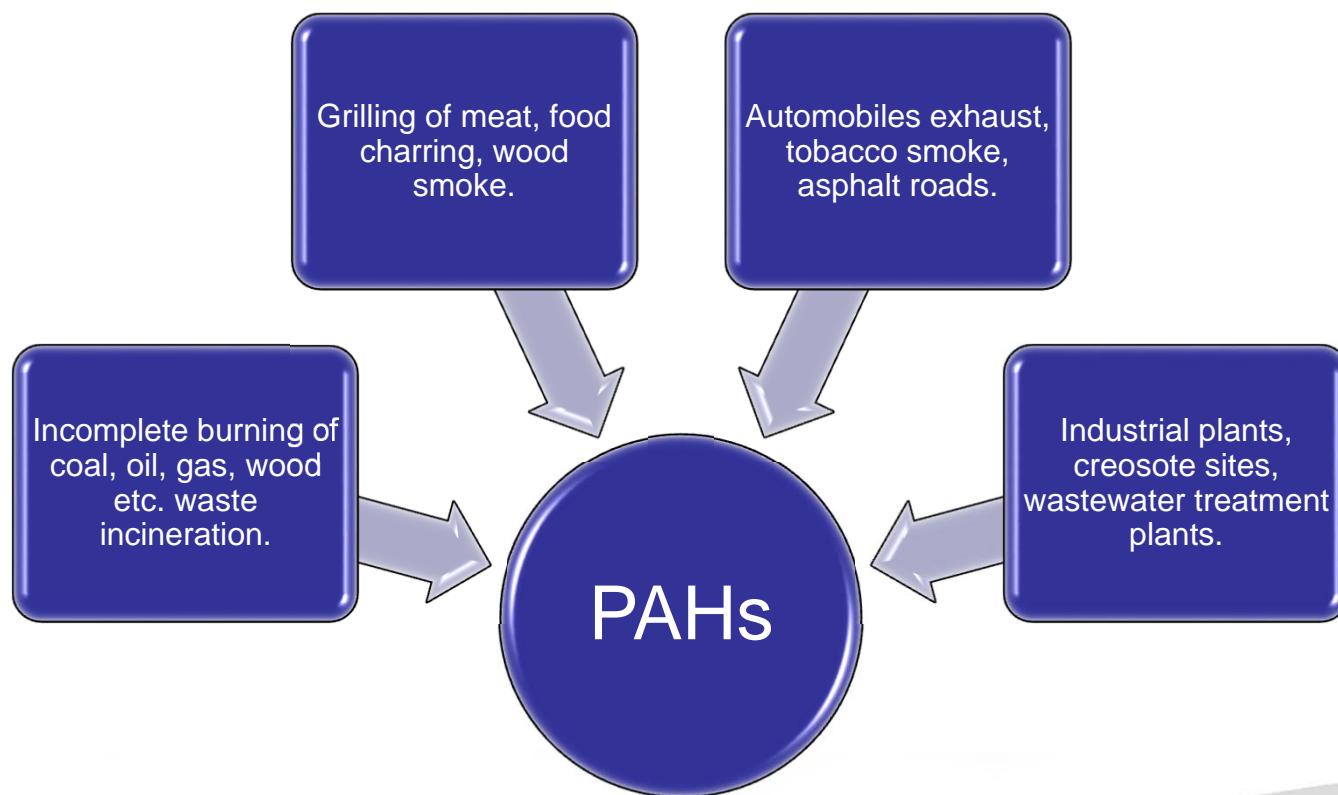 Grilling of meat, food
charring, wood
smoke.
Automobiles exhaust,
tobacco smoke,
asphalt roads.
Incomplete burning of
coal, oil, gas, wood
etc. waste
incineration.
Industrial plants,
creosote sites,
wastewater treatment
plants.
PAHs